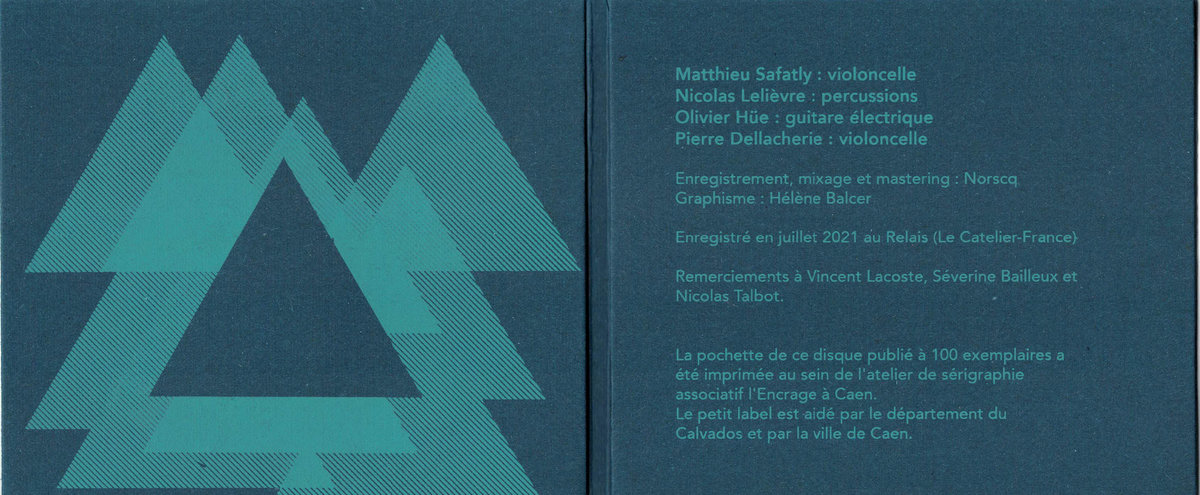 Matthieu Safatly : violoncelle
Nicolas Lelièvre : percussions
Olivier Hüe : guitare électrique
Pierre Dellacherie : violoncelle
Enregistrement, mixage et mastering : Norscq
Graphisme : Hélène Balcer
Enregistré en juillet 2021 au Relais (Le Catelier-France)
Remerciements à Vincent Lacoste, Séverine Bailleux et
Nicolas Talbot.
La pochette de ce disque publié à 100 exemplaires a
été imprimée au sein de l'atelier de sérigraphie
associatif l'Encrage à Caen.
Le petit label est aidé par le département du
Calvados et par la ville de Caen.